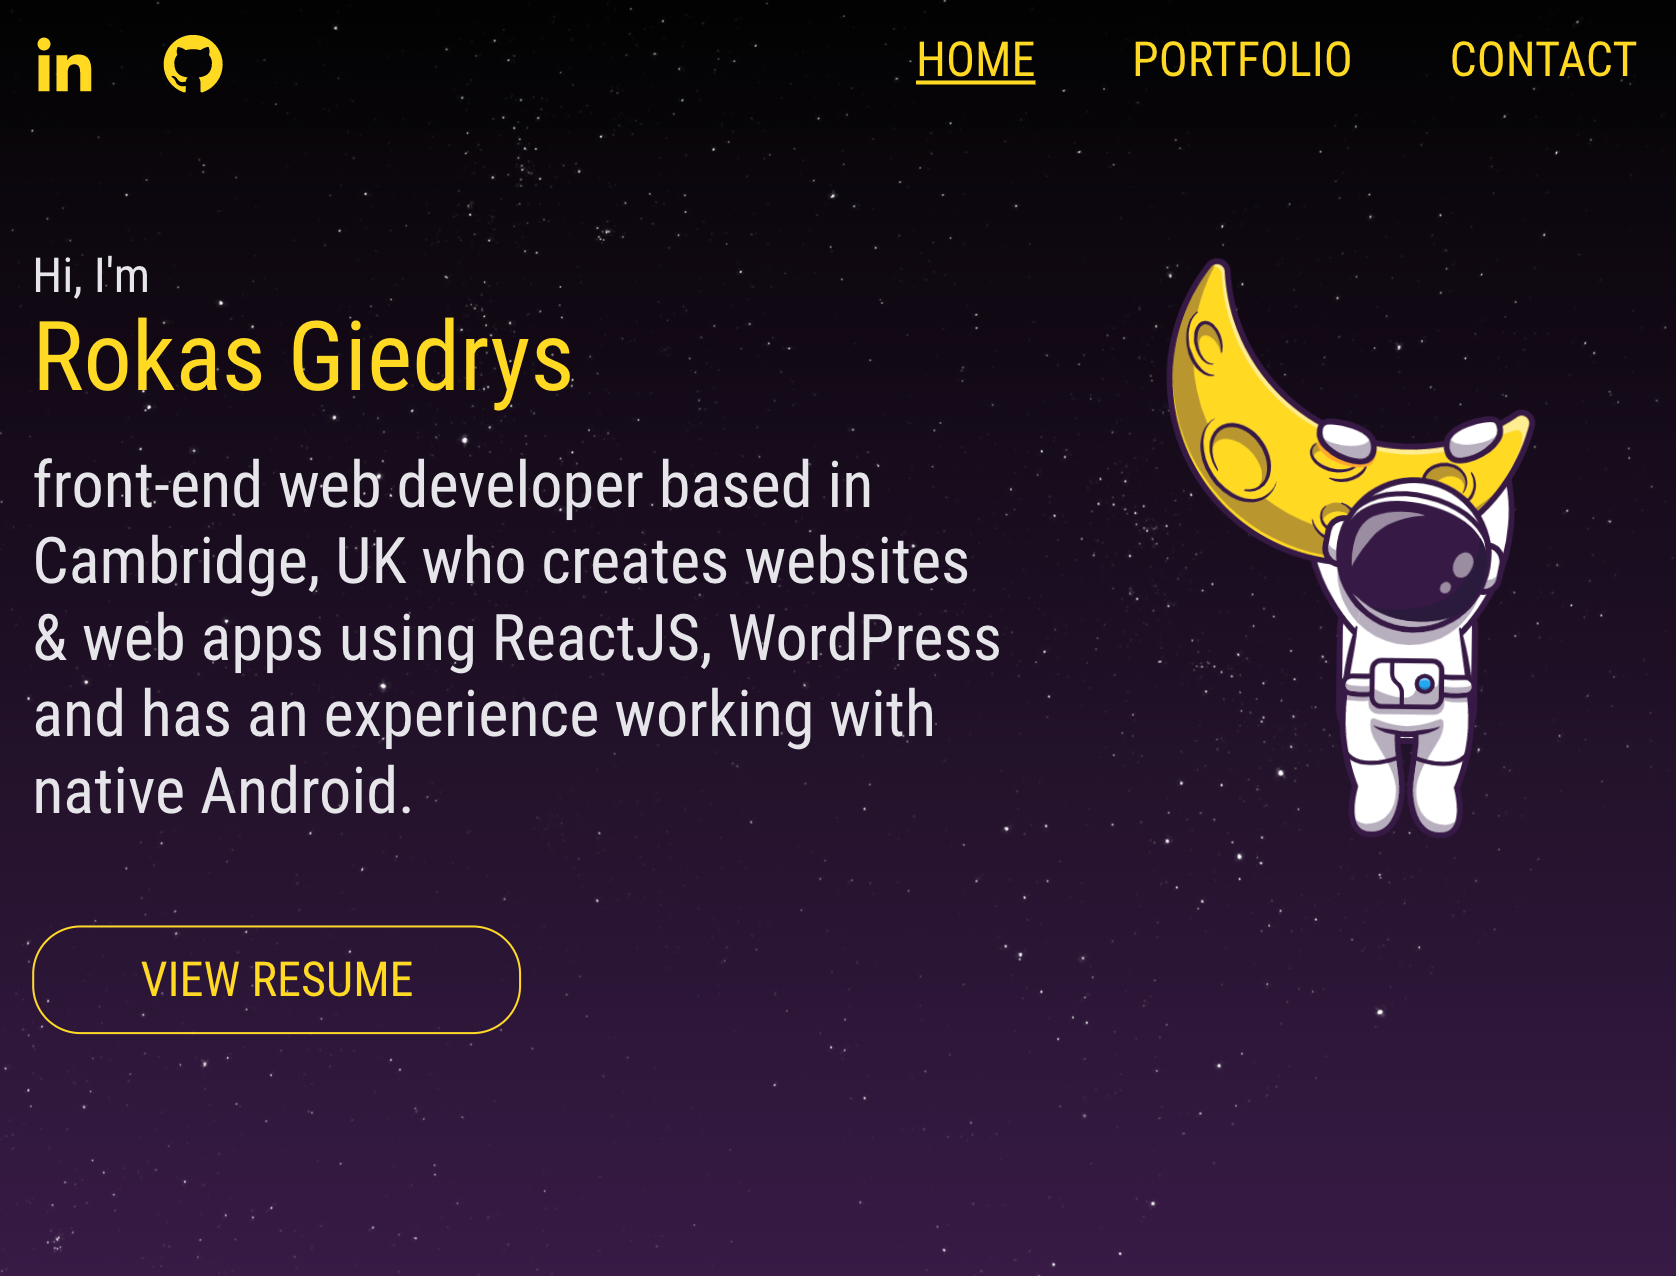 in
HOME PORTFOLIO CONTACT
Hi, I'm
Rokas Giedrys
front-end web developer based in
Cambridge, UK who creates websites
& web apps using ReactJS, WordPress
and has an experience working with
native Android.
VIEW RESUME